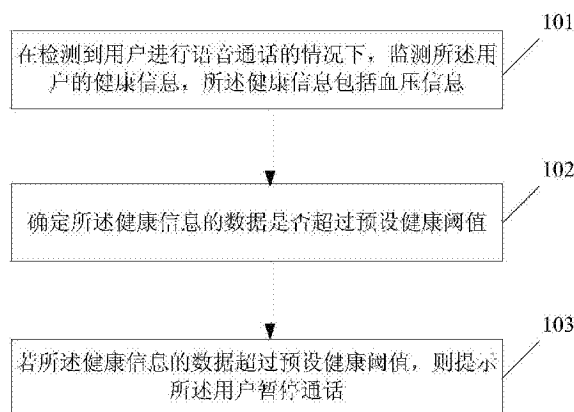 101
在检测到用户进行语音通话的情况下，监测所述用
户的健康信息，所述健康信息包括血压信息
102
确定所述健康信息的数据是否超过预设健康阈值
103
若所述健康信息的数据超过预设健康阈值，则提示
所述用户暂停通话